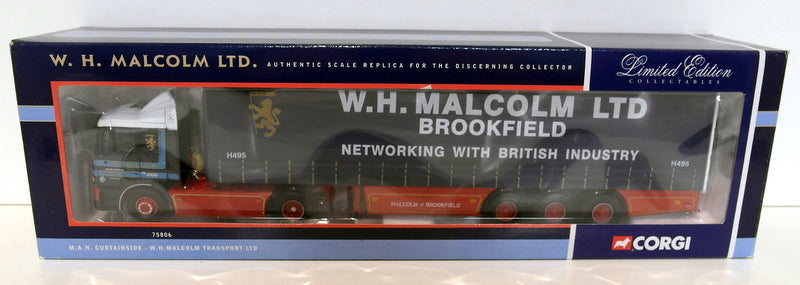 W. H. MALCOLM LTD. AUTHENTIC SCALE REPLICA FOR THE DISCERNING COLLECTOR
Limited Edition
COLLECTABLES
W.H. MALCOLM LTD
BROOKFIELD
NETWORKING WITH BRITISH INDUSTRY
H495
H495
MALCOLM of BROOKFIELD
75806
M.A.N. CURTAINSIDE - W.H.MALCOLM TRANSPORT LTD
CORGI